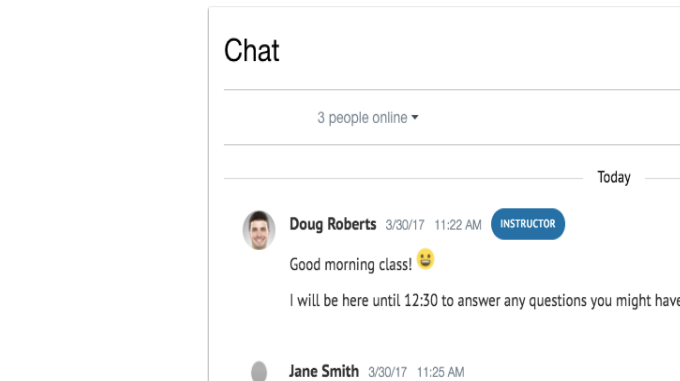 Chat
3 people online
Today
Doug Roberts 3/30/17 11:22 AM INSTRUCTOR
Good morning class! 😀
I will be here until 12:30 to answer any questions you might have
Jane Smith 3/30/17 11:25 AM